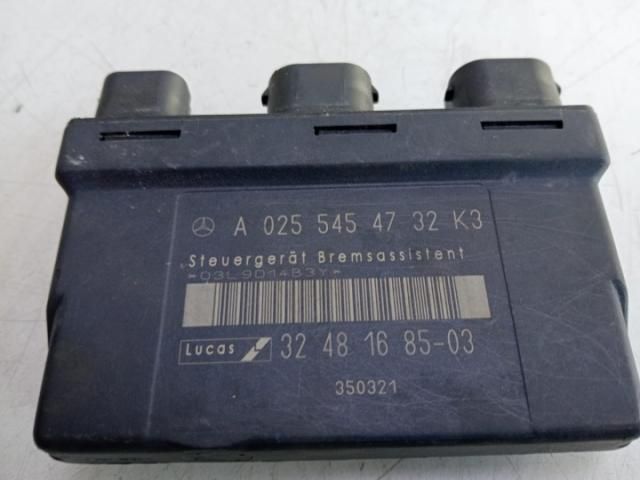 A 025 545 47 32 K3
Steuergerät Bremsassistent
-03L9014B3Y-
Lucas 32 48 16 85-03
350321